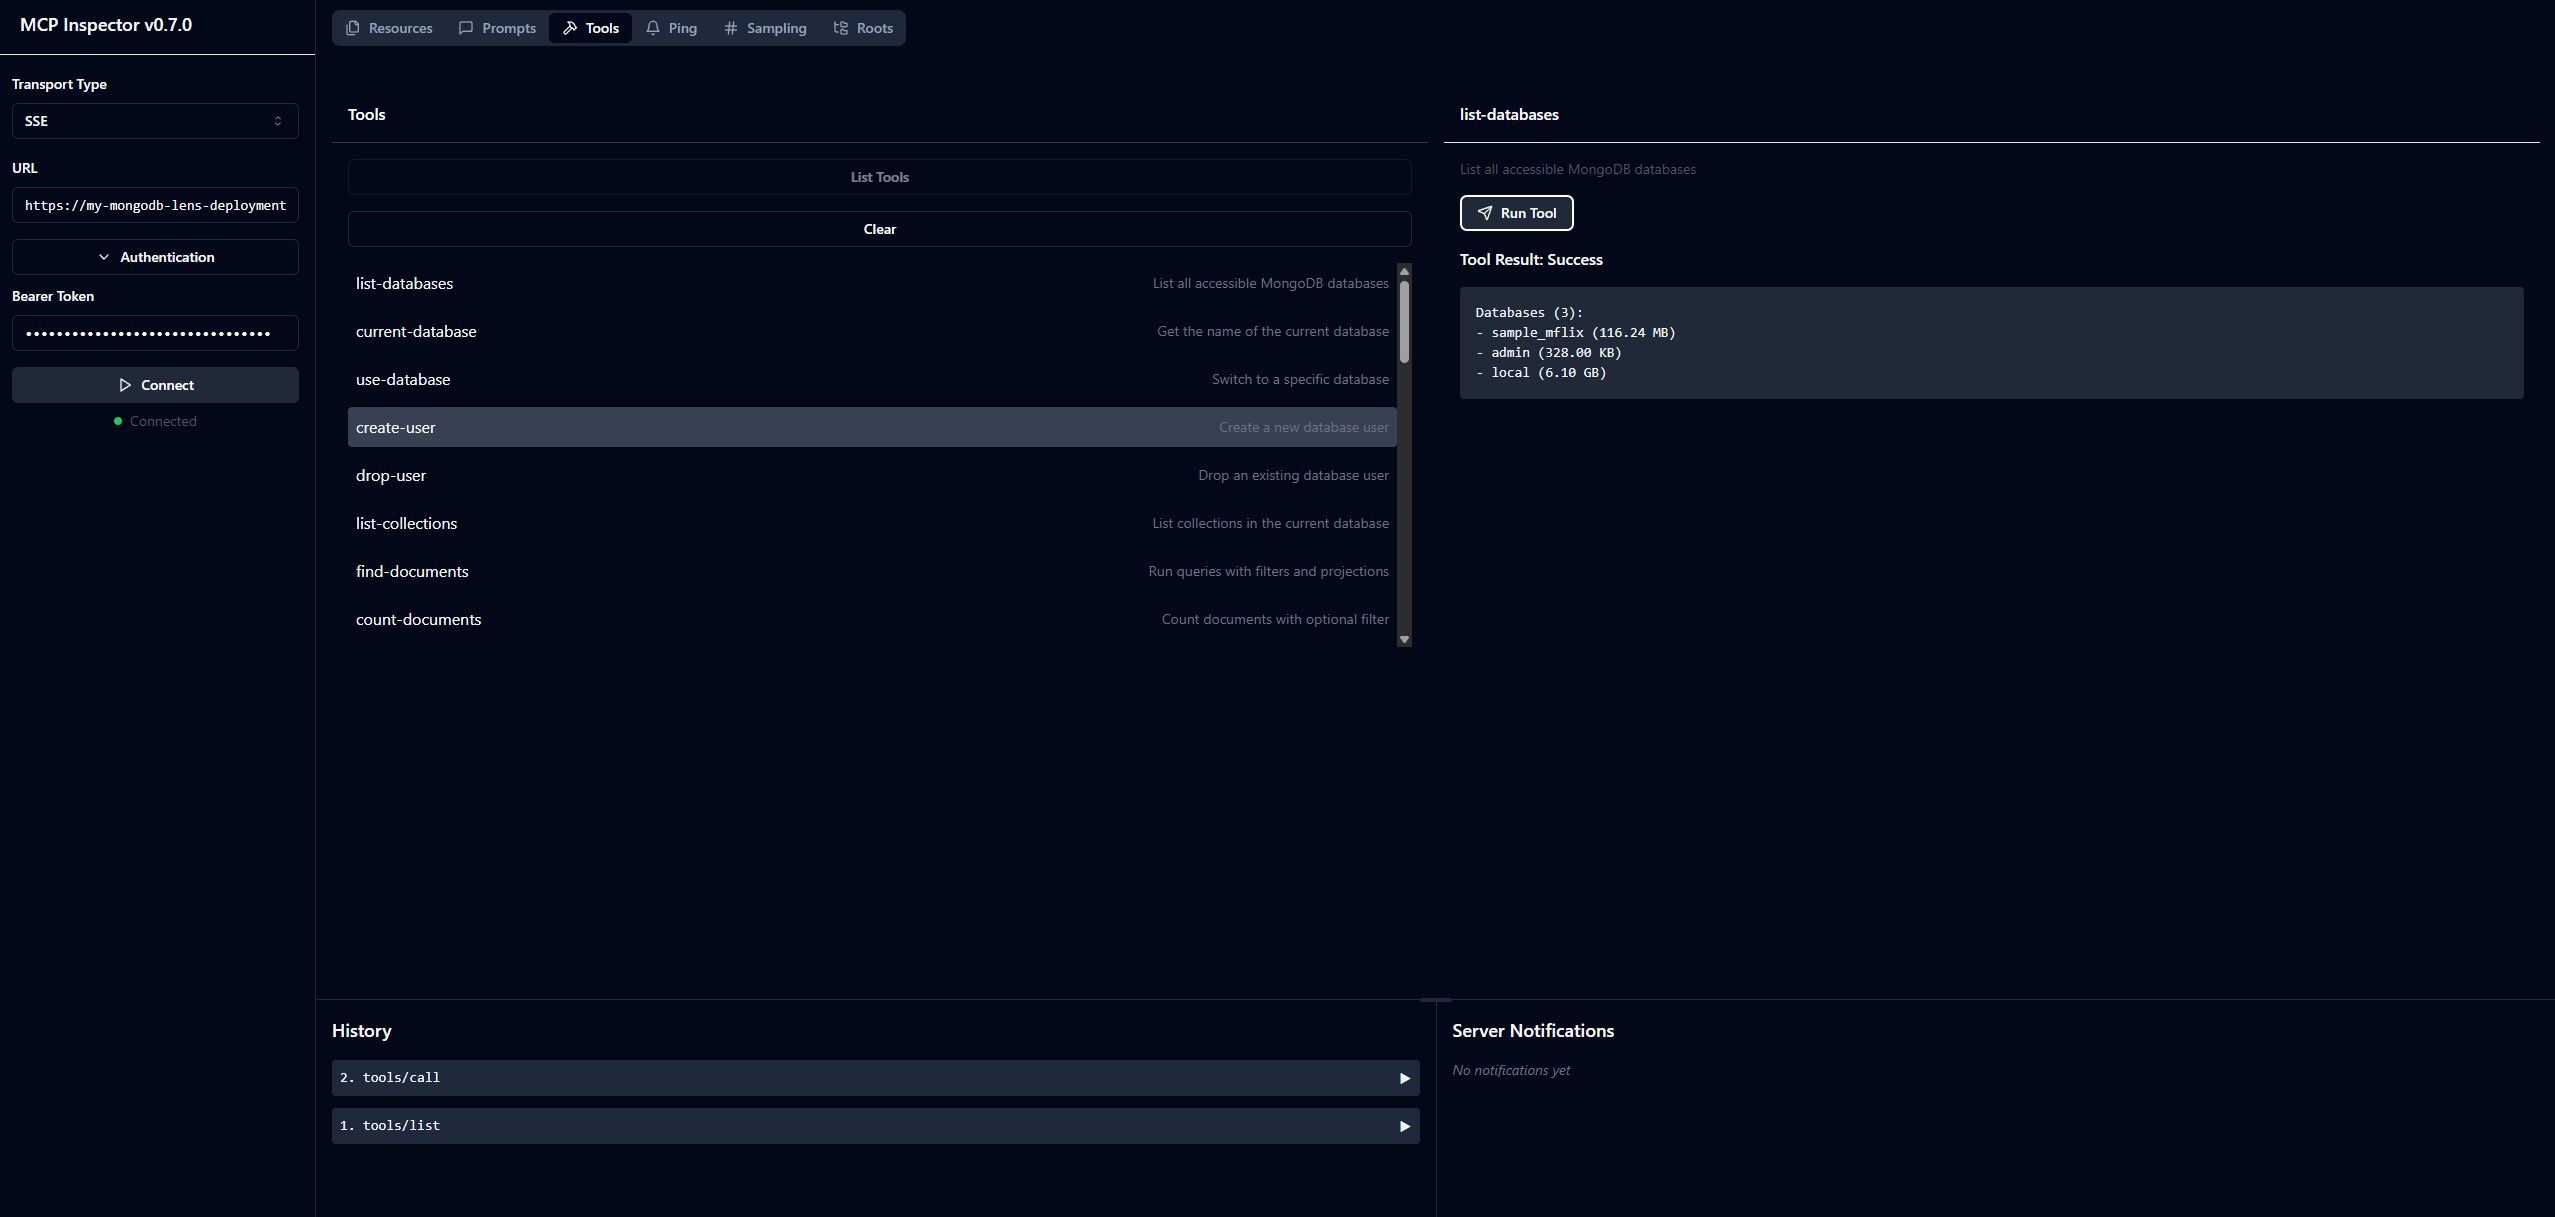 MCP Inspector v0.7.0
Transport Type
SSE
URL
https://my-mongodb-lens-deployment
Authentication
Bearer Token
••••••••••••••••••••••••••••••••
Connect
Connected
Resources
Prompts
Tools
Ping
Sampling
Roots
Tools
List Tools
Clear
list-databases List all accessible MongoDB databases
current-database Get the name of the current database
use-database Switch to a specific database
create-user Create a new database user
drop-user Drop an existing database user
list-collections List collections in the current database
find-documents Run queries with filters and projections
count-documents Count documents with optional filter
list-databases
List all accessible MongoDB databases
Run Tool
Tool Result: Success
Databases (3):
- sample_mflix (116.24 MB)
- admin (328.00 KB)
- local (6.10 GB)
History
2. tools/call
1. tools/list
Server Notifications
No notifications yet